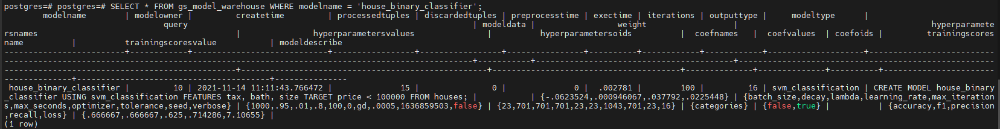 postgres=# postgres=# SELECT * FROM gs_model_warehouse WHERE modelname = 'house_binary_classifier';
modelname | modelowner | createtime | processedtuples | discardedtuples | preprocesstime | exectime | iterations | outputtype | modeltype |
query | modeldata | weight | hyperparamete
rsnames | hyperparametersvalues | hyperparametersoids | coefnames | coefvalues | coefoids | trainingscores
name | trainingscoresvalue | modeldescribe
-------------------------+------------+----------------------------+-----------------+-----------------+----------------+----------+------------+------------+--------------------+--------------------------
-------------------------------------------------------------------------------------------------+-----------+-----------------------------------------+-----------------------------------------------------
------------------------------------------------+---------------------------------------------------+---------------------------------------+--------------+--------------+----------+-----------------------
--------------+----------------------------------------+---------------
house_binary_classifier | 10 | 2021-11-14 11:11:43.766472 | 15 | 0 | 0 | .002781 | 100 | 16 | svm_classification | CREATE MODEL house_binary
_classifier USING svm_classification FEATURES tax, bath, size TARGET price < 100000 FROM houses; | | {-.0623524,.000946067,.037792,.0225448} | {batch_size,decay,lambda,learning_rate,max_iteration
s,max_seconds,optimizer,tolerance,seed,verbose} | {1000,.95,.01,.8,100,0,gd,.0005,1636859503,false} | {23,701,701,701,23,23,1043,701,23,16} | {categories} | {false,true} | | {accuracy,f1,precision
,recall,loss} | {.666667,.666667,.625,.714286,7.10655} |
(1 row)